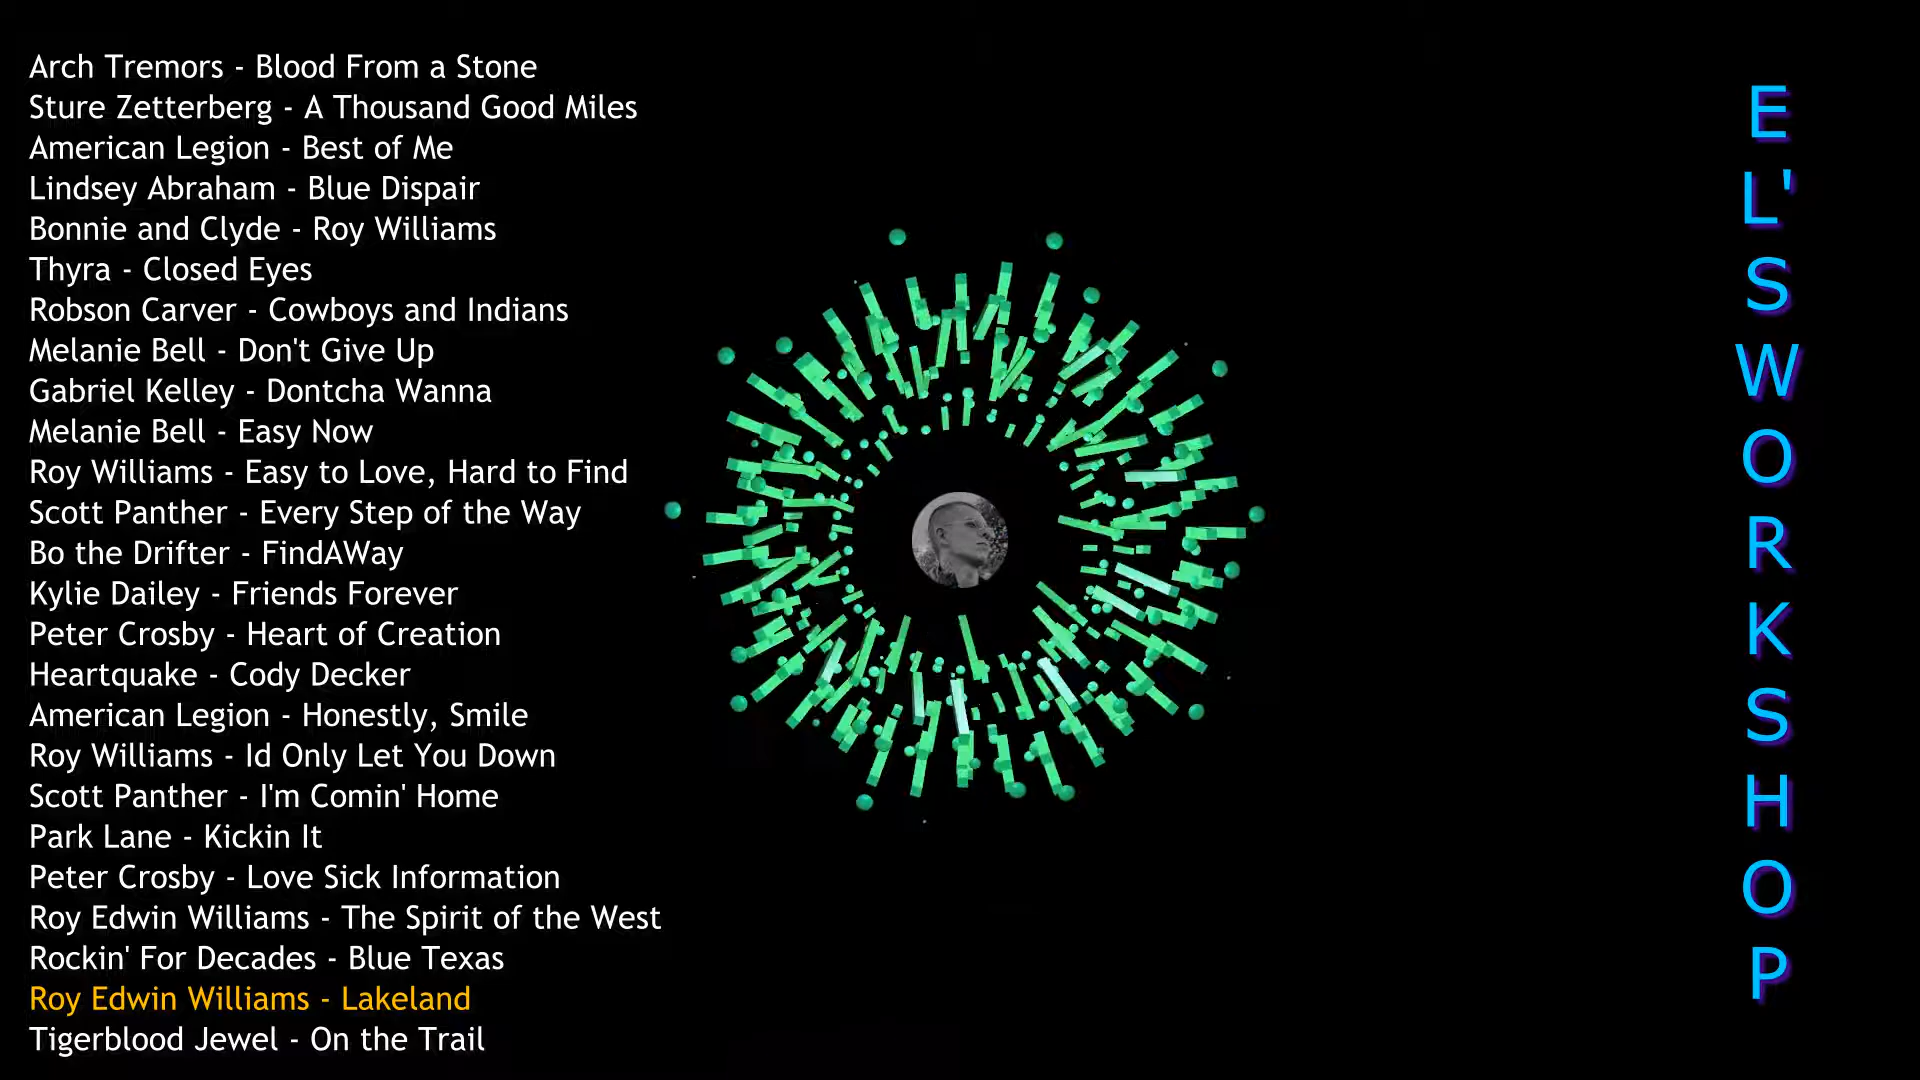 Arch Tremors - Blood From a Stone
Sture Zetterberg - A Thousand Good Miles
American Legion - Best of Me
Lindsey Abraham - Blue Dispair
Bonnie and Clyde - Roy Williams
Thyra - Closed Eyes
Robson Carver - Cowboys and Indians
Melanie Bell - Don't Give Up
Gabriel Kelley - Dontcha Wanna
Melanie Bell - Easy Now
Roy Williams - Easy to Love, Hard to Find
Scott Panther - Every Step of the Way
Bo the Drifter - FindAWay
Kylie Dailey - Friends Forever
Peter Crosby - Heart of Creation
Heartquake - Cody Decker
American Legion - Honestly, Smile
Roy Williams - Id Only Let You Down
Scott Panther - I'm Comin' Home
Park Lane - Kickin It
Peter Crosby - Love Sick Information
Roy Edwin Williams - The Spirit of the West
Rockin' For Decades - Blue Texas
Roy Edwin Williams - Lakeland
Tigerblood Jewel - On the Trail
E
L'
S
W
O
R
K
S
H
O
P